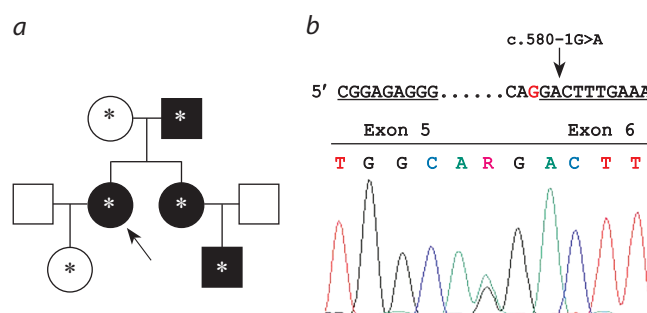 a
b
* *
* * *
* *
c.580-1G>A
5' CGGAGAGGG......CAGGACTTTGAAA
Exon 5 Exon 6
T G G C A R G A C T T